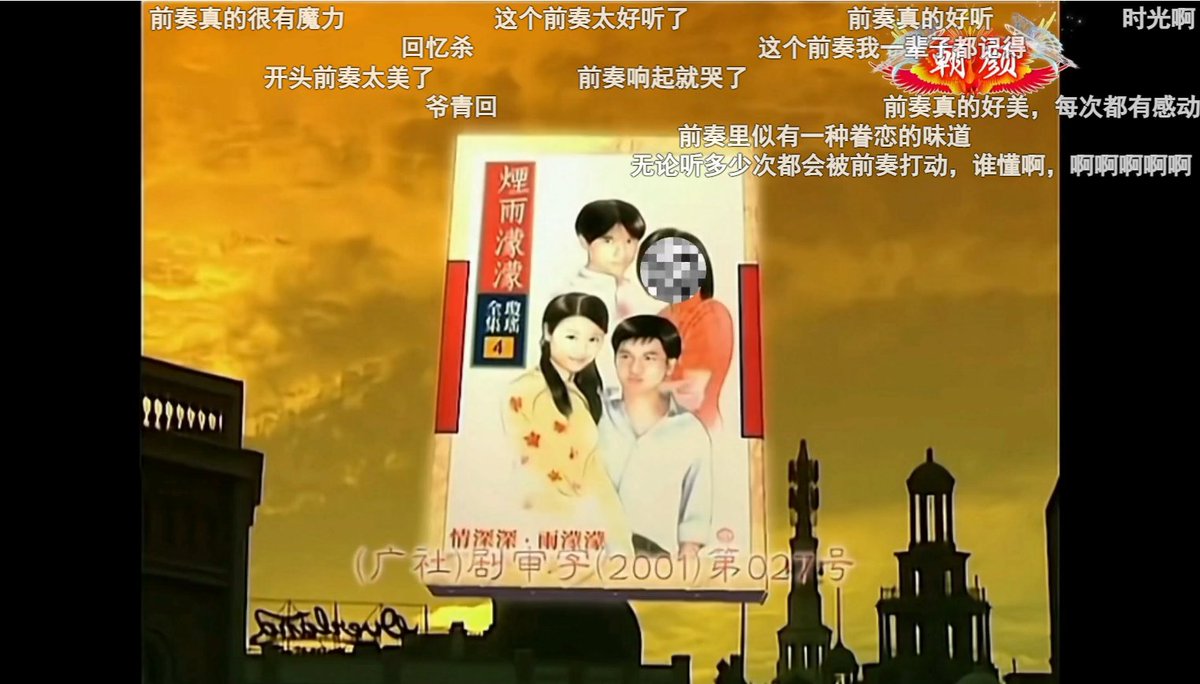 前奏真的很有魔力
这个前奏太好听了
前奏真的好听
时光啊
回忆杀
这个前奏我一辈子都记得
朝颜
开头前奏太美了
前奏响起就哭了
爷青回
前奏真的好美，每次都有感动
前奏里似有一种眷恋的味道
无论听多少次都会被前奏打动，谁懂啊，啊啊啊啊啊
煙雨濛濛
瓊瑤
全集
4
情深深·雨濛濛
(广社)剧审字(2001)第027号